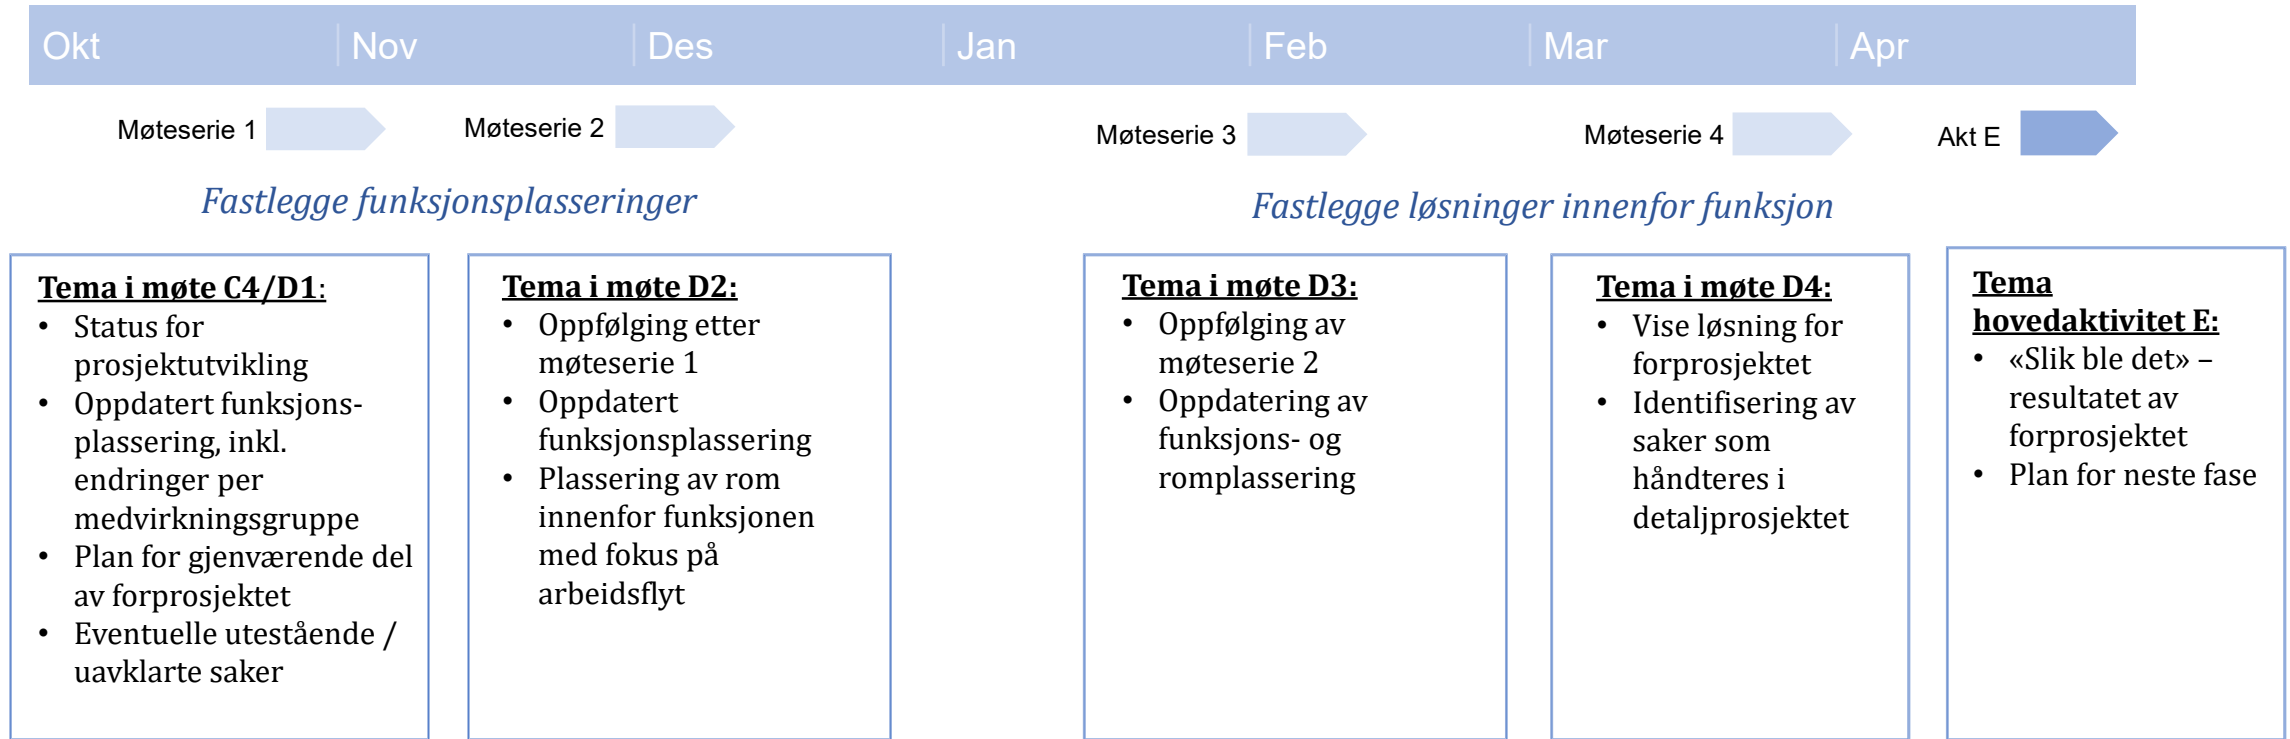 Okt Nov Des Jan Feb Mar Apr
Møteserie 1 Møteserie 2 Møteserie 3 Møteserie 4 Akt E
Fastlegge funksjonsplasseringer
Fastlegge løsninger innenfor funksjon
Tema i møte C4/D1:
• Status for
prosjektutvikling
• Oppdatert funksjons-
plassering, inkl.
endringer per
medvirkningsgruppe
• Plan for gjenværende del
av forprosjektet
• Eventuelle utestående /
uavklarte saker
Tema i møte D2:
• Oppfølging etter
møteserie 1
• Oppdatert
funksjonsplassering
• Plassering av rom
innenfor funksjonen
med fokus på
arbeidsflyt
Tema i møte D3:
• Oppfølging av
møteserie 2
• Oppdatering av
funksjons- og
romplassering
Tema i møte D4:
• Vise løsning for
forprosjektet
• Identifisering av
saker som
håndteres i
detaljprosjektet
Tema
hovedaktivitet E:
• «Slik ble det» –
resultatet av
forprosjektet
• Plan for neste fase